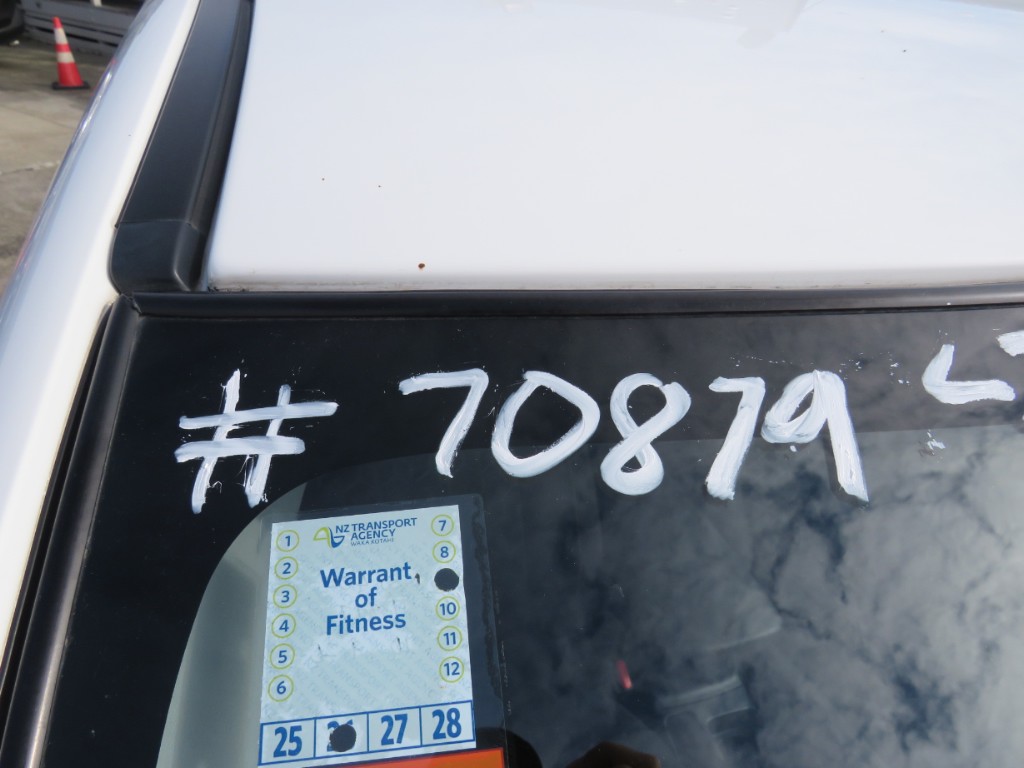 #70879
NZ TRANSPORT
AGENCY
WAKA KOTAHI
Warrant
of
Fitness
1
2
3
4
5
6
7
8
10
11
12
25 27 28